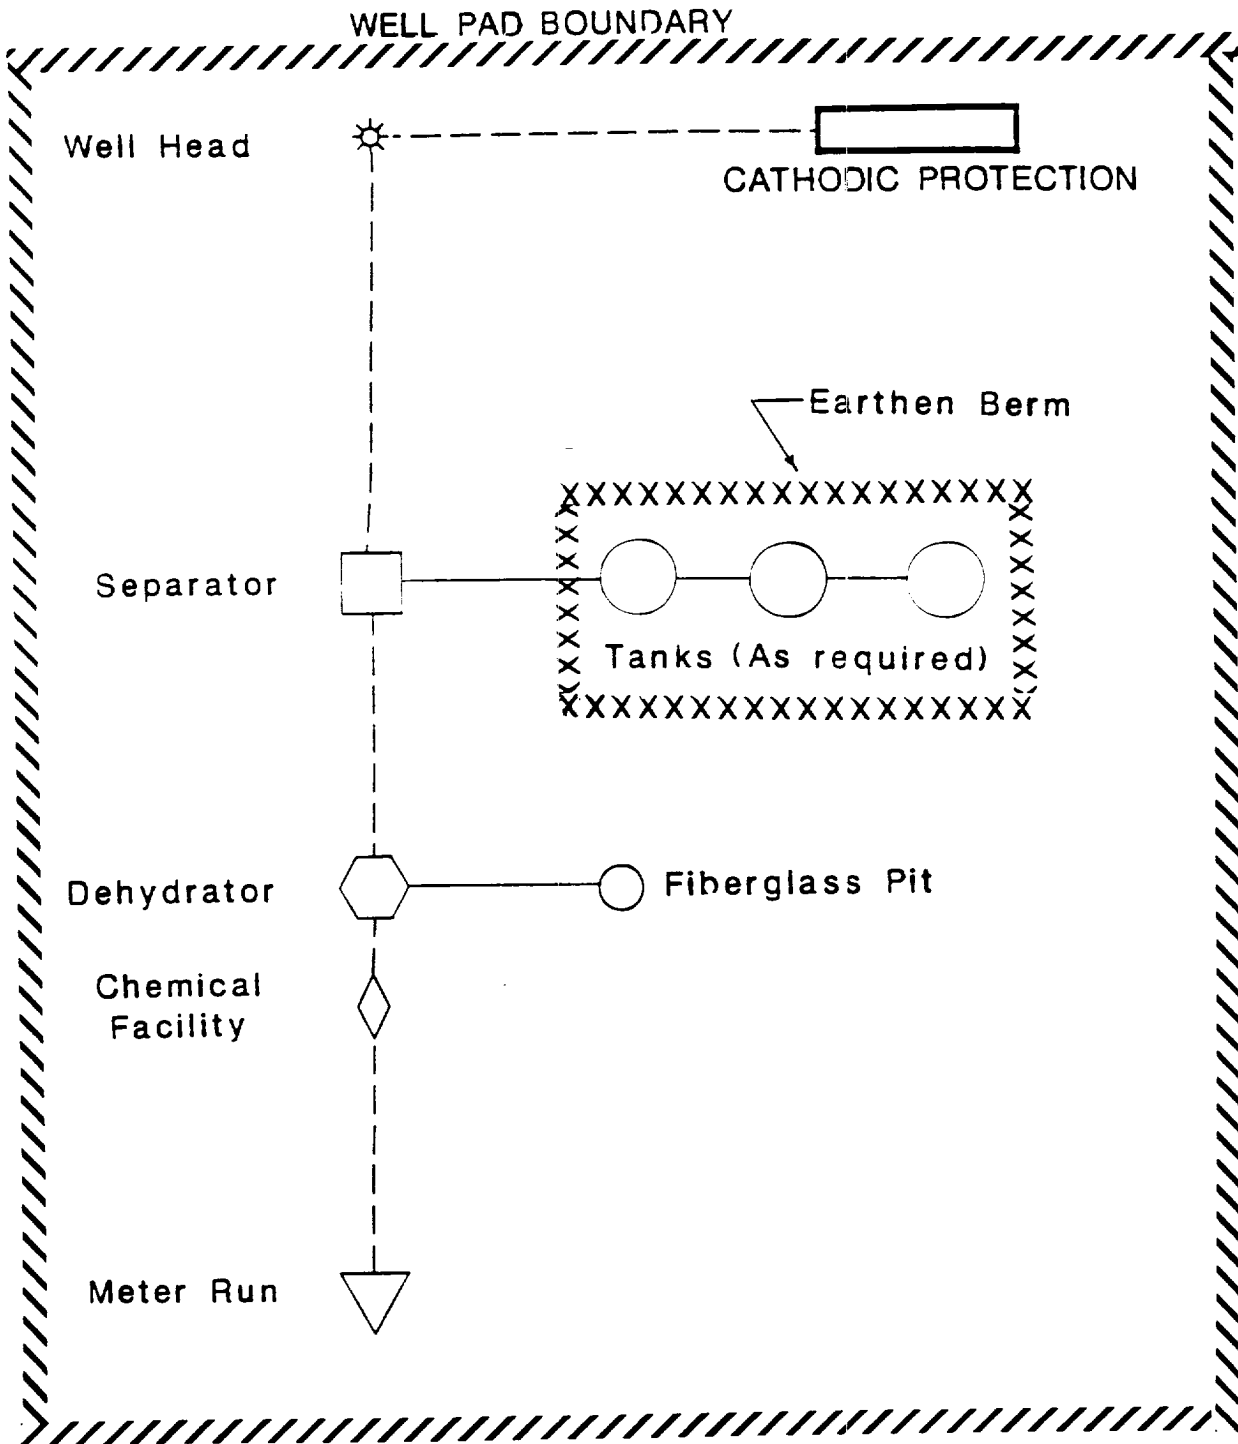 WELL PAD BOUNDARY
Well Head
CATHODIC PROTECTION
Earthen Berm
Separator
Tanks (As required)
Dehydrator
Fiberglass Pit
Chemical
Facility
Meter Run